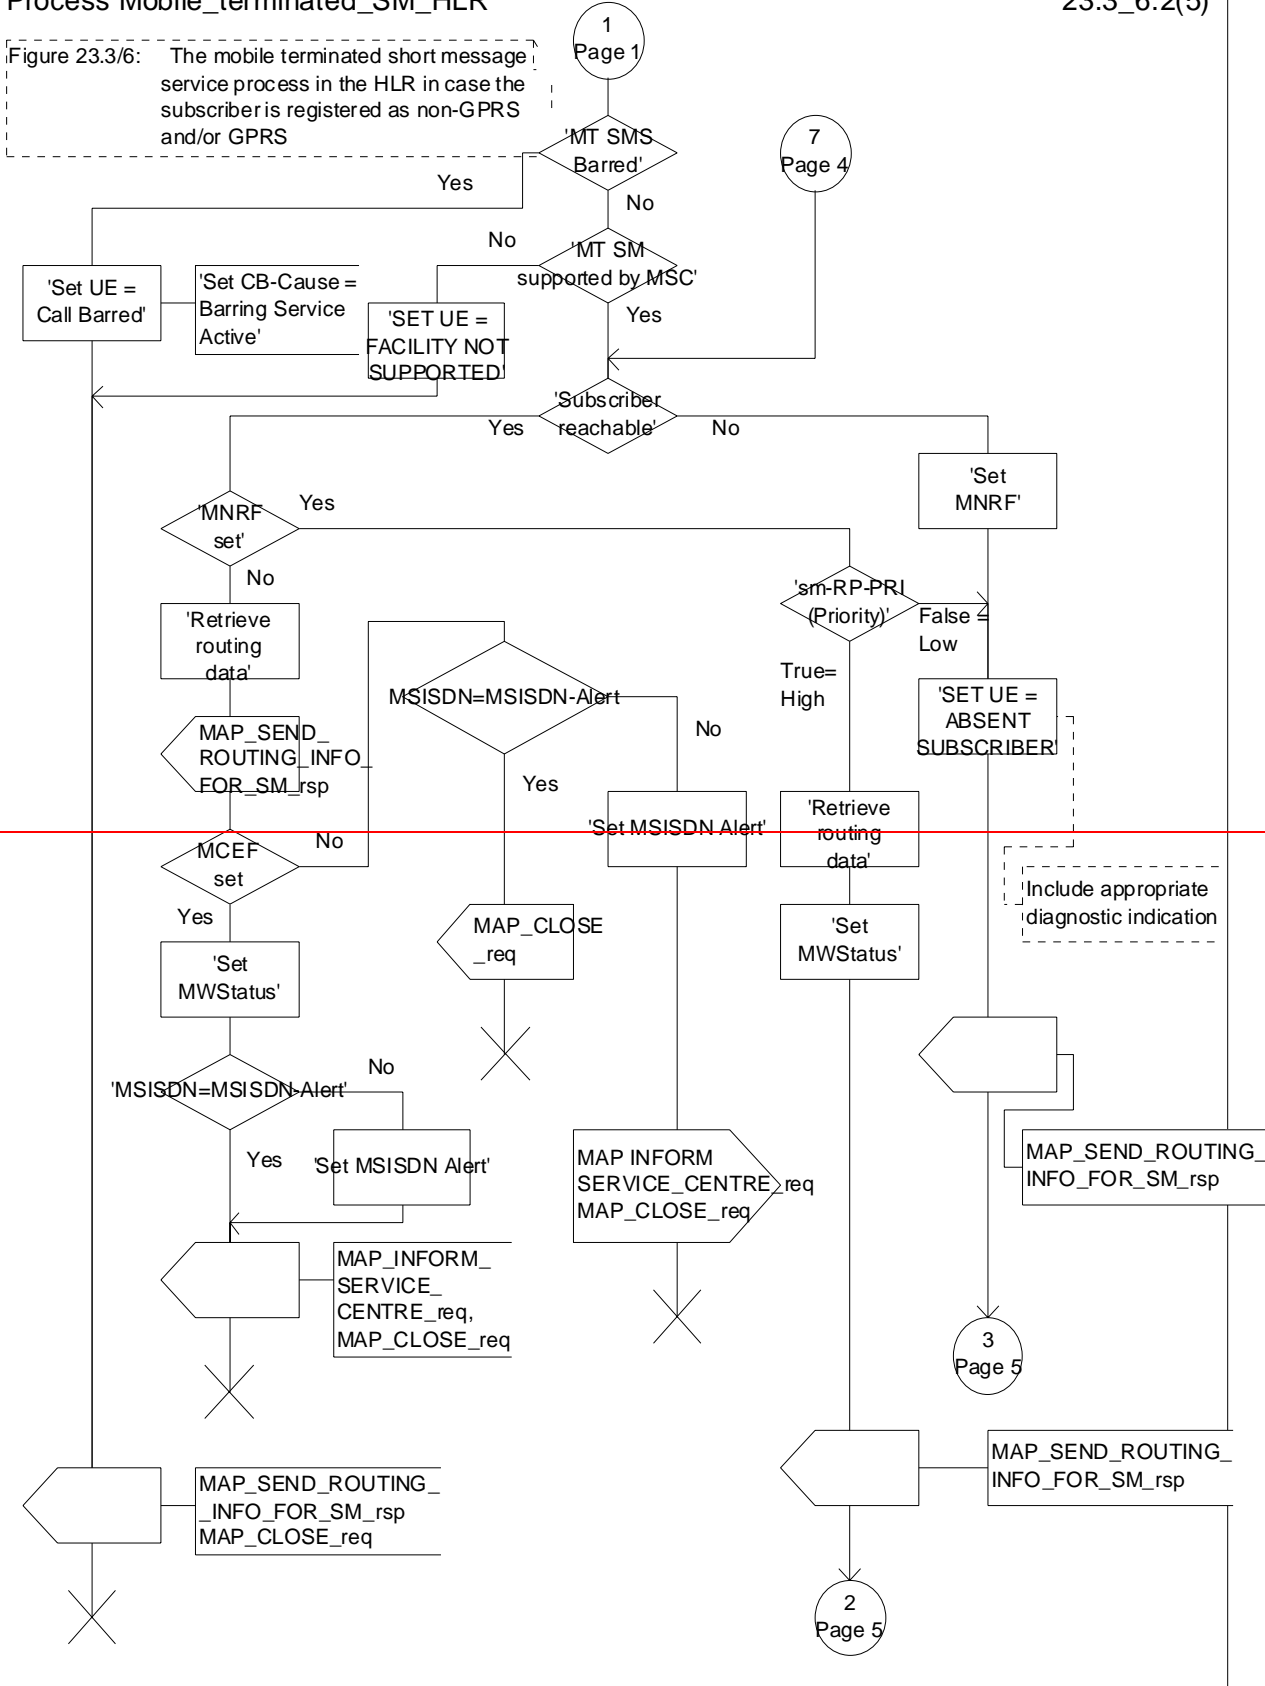 Process Mobile_terminated_SM_HLR
23.3_6.2(5)
1
Page 1
Figure 23.3/6: The mobile terminated short message
service process in the HLR in case the
subscriber is registered as non-GPRS
and/or GPRS
'MT SMS
Barred'
7
Page 4
Yes
No
No
'MT SM
supported by MSC'
'Set UE =
Call Barred'
'Set CB-Cause =
Barring Service
Active'
'SET UE =
FACILITY NOT
SUPPORTED'
Yes
'Subscriber
reachable'
Yes
No
'Set
MNRF'
'MNRF
set'
Yes
No
'sm-RP-PRI
(Priority)'
False =
Low
True=
High
'Retrieve
routing
data'
MSISDN=MSISDN-Alert
No
Yes
'SET UE =
ABSENT
SUBSCRIBER'
MAP_SEND_
ROUTING_INFO_
FOR_SM_rsp
'Set MSISDN Alert'
'Retrieve
routing
data'
MCEF
set
No
Yes
Include appropriate
diagnostic indication
MAP_CLOSE
_req
'Set
MWStatus'
'Set
MWStatus'
'MSISDN=MSISDN-Alert'
No
Yes
'Set MSISDN Alert'
MAP INFORM
SERVICE_CENTRE_req
MAP_CLOSE_req
MAP_SEND_ROUTING_
INFO_FOR_SM_rsp
MAP_INFORM_
SERVICE_
CENTRE_req,
MAP_CLOSE_req
3
Page 5
MAP_SEND_ROUTING_
INFO_FOR_SM_rsp
MAP_SEND_ROUTING_
_INFO_FOR_SM_rsp
MAP_CLOSE_req
2
Page 5